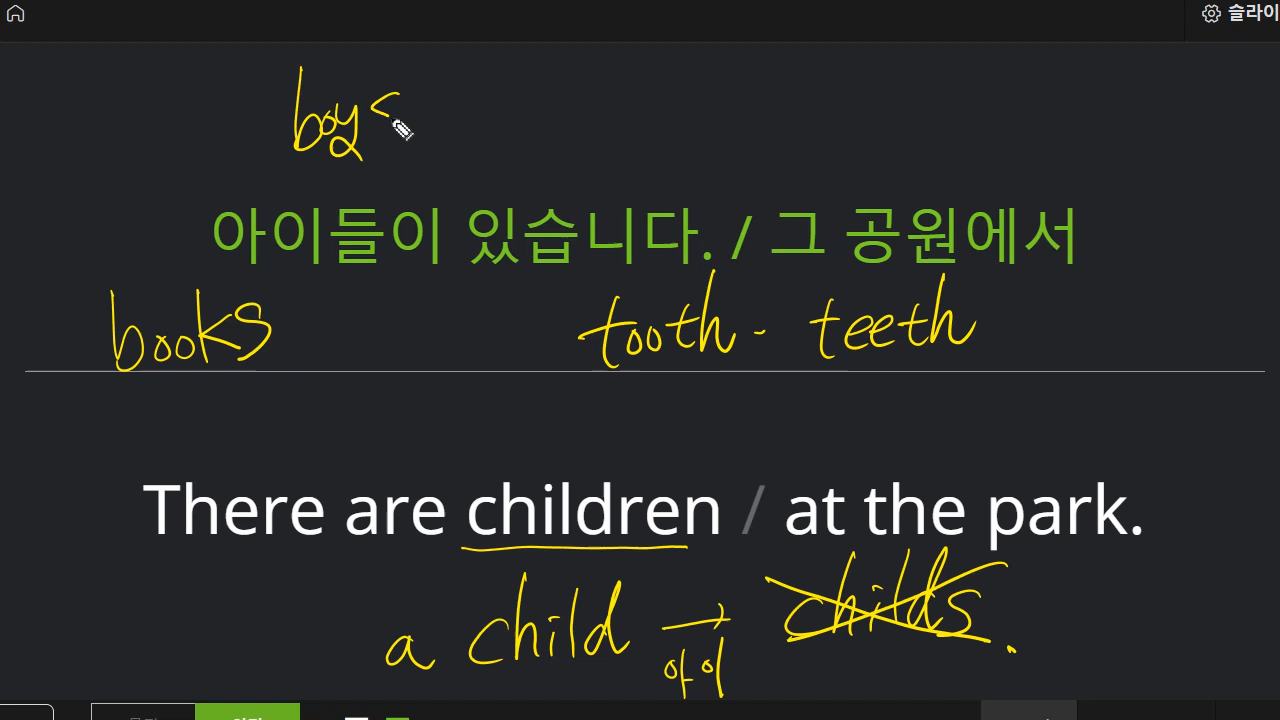 슬라이
boys
아이들이 있습니다. / 그 공원에서
books tooth - teeth
There are children / at the park.
a child → childs.
아이